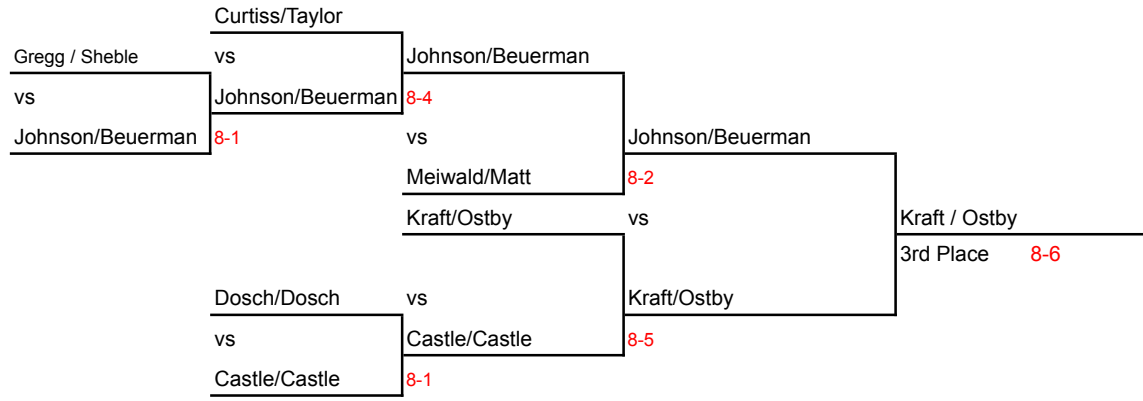 Curtiss/Taylor
Gregg / Sheble vs Johnson/Beuerman
vs Johnson/Beuerman 8-4
Johnson/Beuerman 8-1 vs Johnson/Beuerman
Meiwald/Matt 8-2
Kraft/Ostby vs Kraft / Ostby
3rd Place 8-6
Dosch/Dosch vs Kraft/Ostby
vs Castle/Castle 8-5
Castle/Castle 8-1